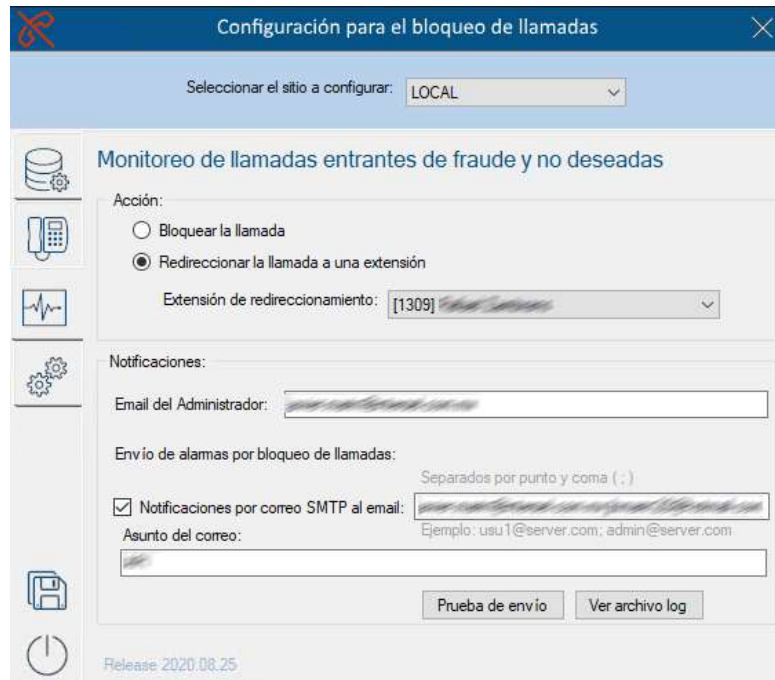 Configuración para el bloqueo de llamadas
Seleccionar el sitio a configurar: LOCAL
Monitoreo de llamadas entrantes de fraude y no deseadas
Acción:
Bloquear la llamada
Redireccionar la llamada a una extensión
Extensión de redireccionamiento: [1309]
Notificaciones:
Email del Administrador:
Envío de alarmas por bloqueo de llamadas:
Separados por punto y coma ( ; )
Notificaciones por correo SMTP al email:
Ejemplo: usu1@server.com; admin@server.com
Asunto del correo:
Prueba de envío Ver archivo log
Release 2020.08.25